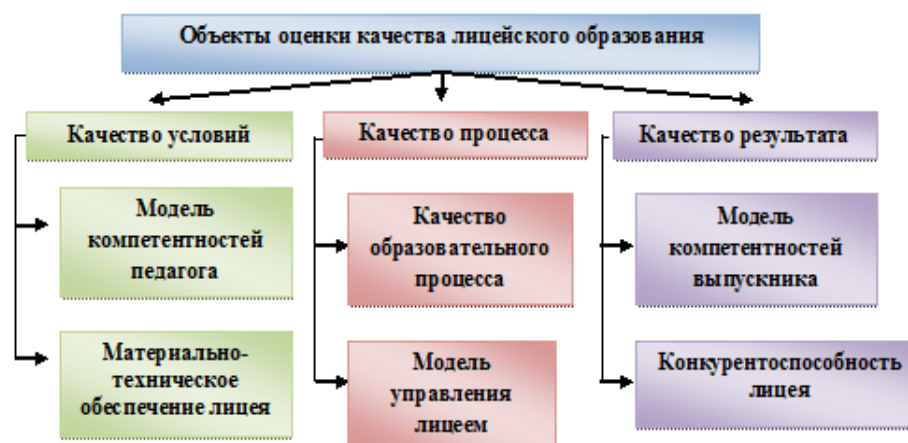 Объекты оценки качества лицейского образования
Качество условий
Качество процесса
Качество результата
Модель
компетентностей
педагога
Качество
образовательного
процесса
Модель
компетентностей
выпускника
Материально-
техническое
обеспечение лицея
Модель
управления
лицеем
Конкурентоспособность
лицея